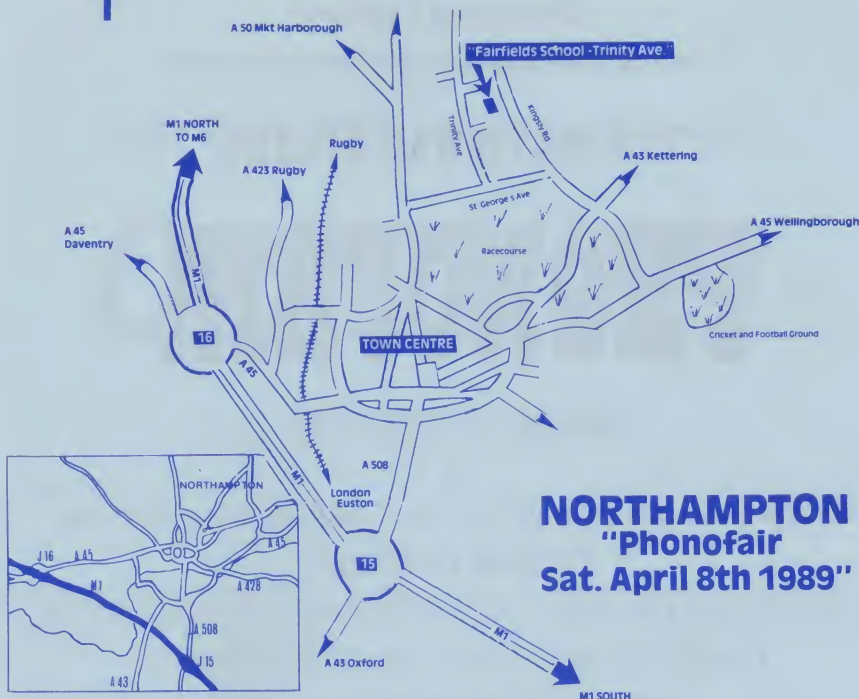 A 50 Mkt Harborough
"Fairfields School -Trinity Ave."
M1 NORTH
TO M6
Rugby
A 423 Rugby
Trinity Ave
Kingsly Rd
A 43 Kettering
St. George's Ave
A 45
Daventry
M1
Racecourse
A 45 Wellingborough
Cricket and Football Ground
16
TOWN CENTRE
A 45
M1
A 508
London
Euston
15
M1
A 43 Oxford
M1 SOUTH
NORTHAMPTON
J 16
A 45
A 45
M1
A 428
A 508
J 15
A 43
NORTHAMPTON
"Phonofair
Sat. April 8th 1989"